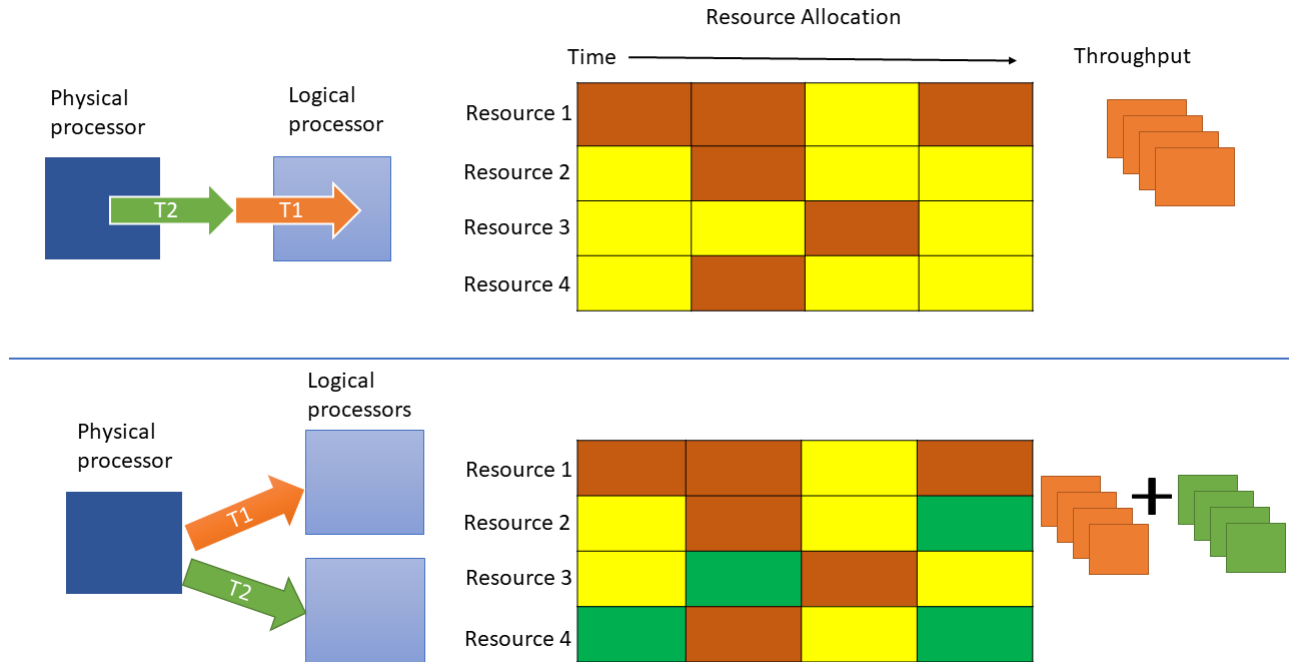 Resource Allocation
Time
Throughput
Physical
processor
Logical
processor
T2
T1
Resource 1
Resource 2
Resource 3
Resource 4
Logical
processors
Physical
processor
T1
T2
Resource 1
Resource 2
Resource 3
Resource 4
+